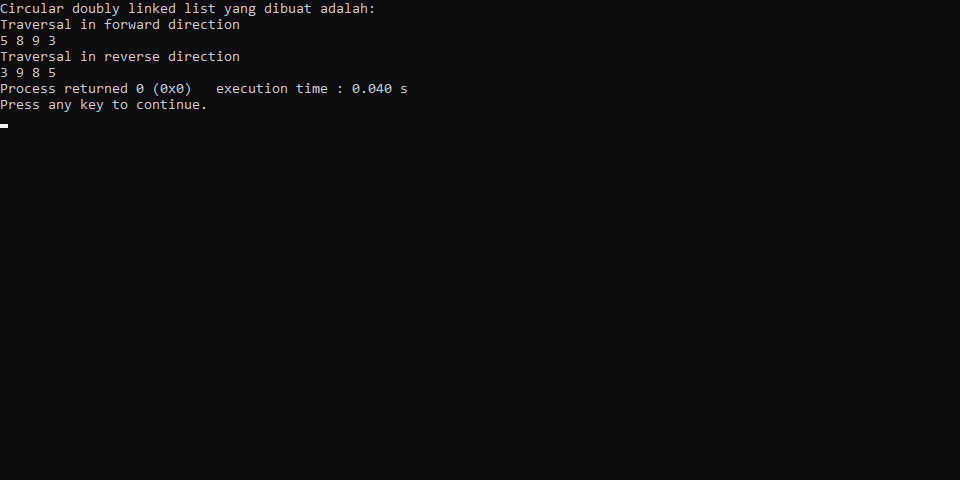 Circular doubly linked list yang dibuat adalah:
Traversal in forward direction
5 8 9 3
Traversal in reverse direction
3 9 8 5
Process returned 0 (0x0)   execution time : 0.040 s
Press any key to continue.